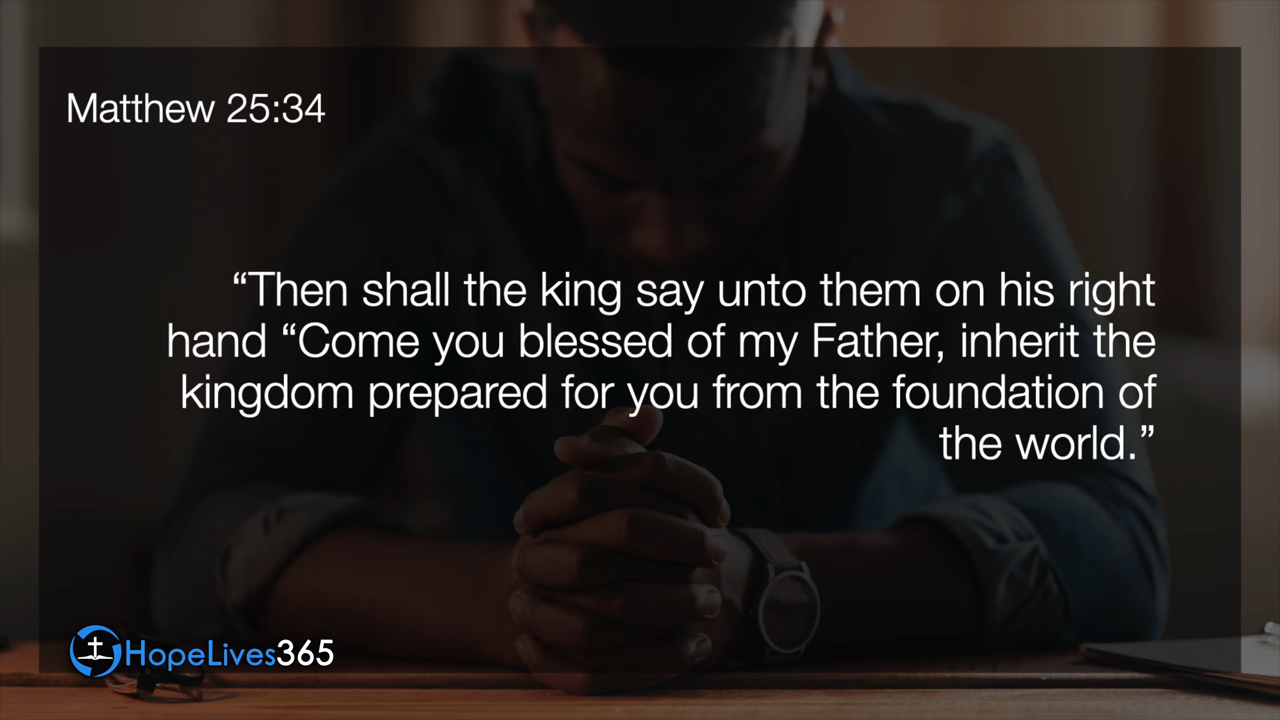 Matthew 25:34
“Then shall the king say unto them on his right
hand “Come you blessed of my Father, inherit the
kingdom prepared for you from the foundation of
the world.”
HopeLives365